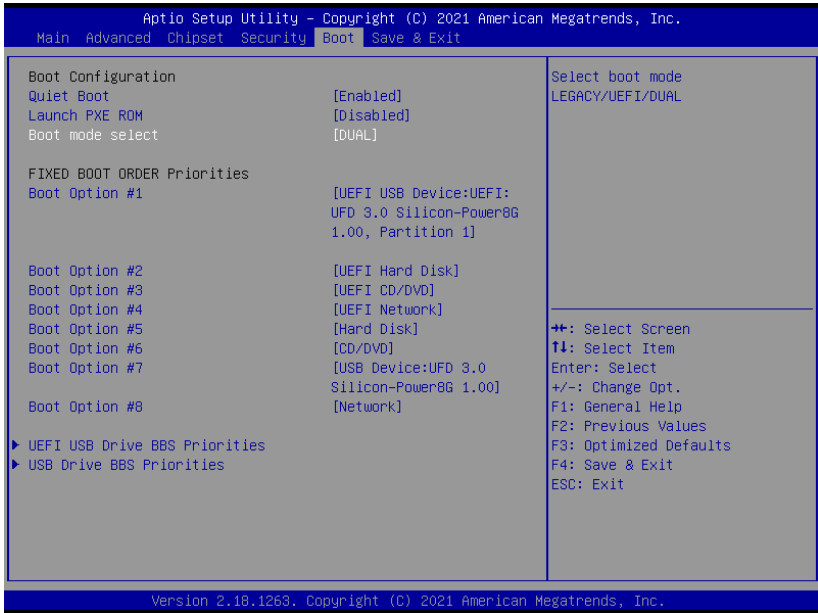 Aptio Setup Utility – Copyright (C) 2021 American Megatrends, Inc.
Main Advanced Chipset Security Boot Save & Exit
Boot Configuration
Quiet Boot [Enabled]
Launch PXE ROM [Disabled]
Boot mode select [DUAL]
FIXED BOOT ORDER Priorities
Boot Option #1 [UEFI USB Device:UEFI:
UFD 3.0 Silicon-Power8G
1.00, Partition 1]
Boot Option #2 [UEFI Hard Disk]
Boot Option #3 [UEFI CD/DVD]
Boot Option #4 [UEFI Network]
Boot Option #5 [Hard Disk]
Boot Option #6 [CD/DVD]
Boot Option #7 [USB Device:UFD 3.0
Silicon-Power8G 1.00]
Boot Option #8 [Network]
UEFI USB Drive BBS Priorities
USB Drive BBS Priorities
Select boot mode
LEGACY/UEFI/DUAL
→←: Select Screen
↑↓: Select Item
Enter: Select
+/-: Change Opt.
F1: General Help
F2: Previous Values
F3: Optimized Defaults
F4: Save & Exit
ESC: Exit
Version 2.18.1263. Copyright (C) 2021 American Megatrends, Inc.